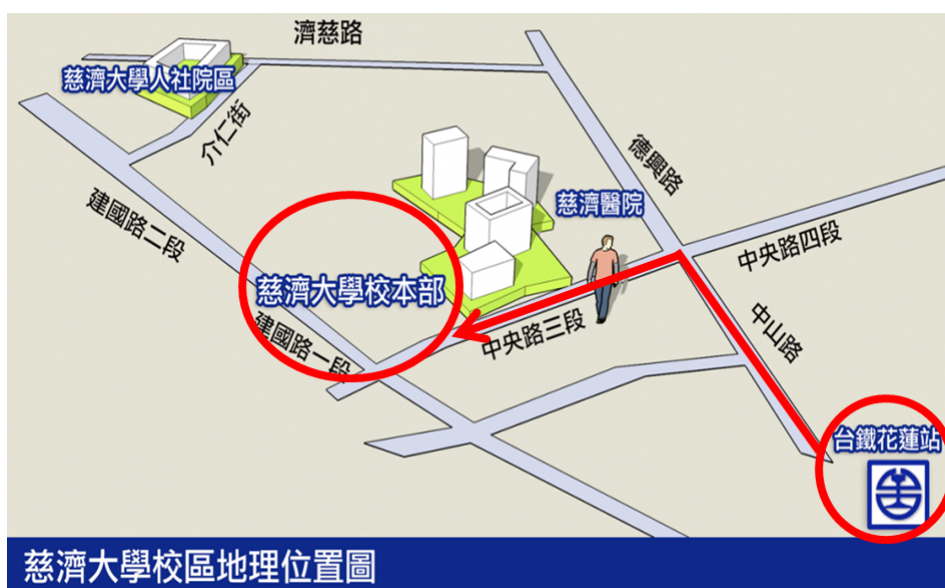 濟慈路
慈濟大學人社院區
介仁街
德興路
建國路二段
慈濟醫院
中央路四段
慈濟大學校本部
建國路一段
中央路三段
中山路
台鐵花蓮站
慈濟大學校區地理位置圖